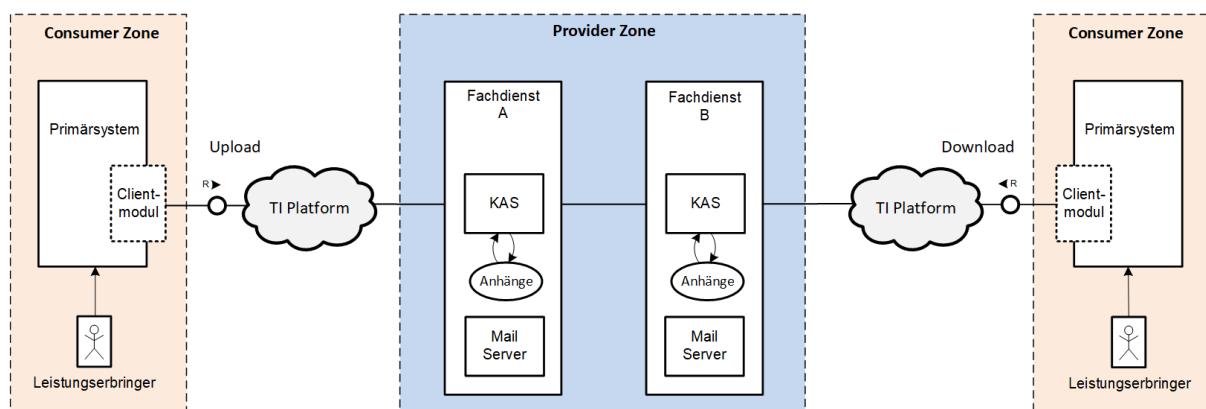 Consumer Zone
Primärsystem
Client-
modul
Leistungserbringer
Upload
R
TI Platform
Provider Zone
Fachdienst
A
KAS
Anhänge
Mail
Server
Fachdienst
B
KAS
Anhänge
Mail
Server
Download
R
TI Platform
Consumer Zone
Primärsystem
Client-
modul
Leistungserbringer